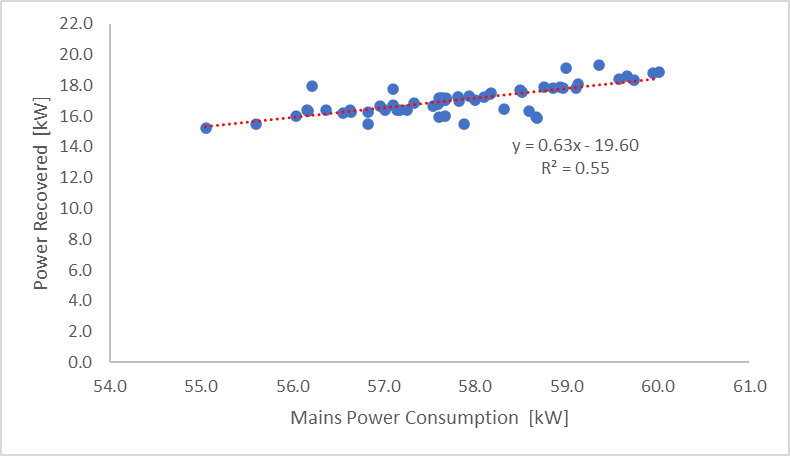 22.0
20.0
18.0
16.0
14.0
12.0
10.0
8.0
6.0
4.0
2.0
0.0
Power Recovered [kW]
y = 0.63x - 19.60
R² = 0.55
54.0 55.0 56.0 57.0 58.0 59.0 60.0 61.0
Mains Power Consumption [kW]